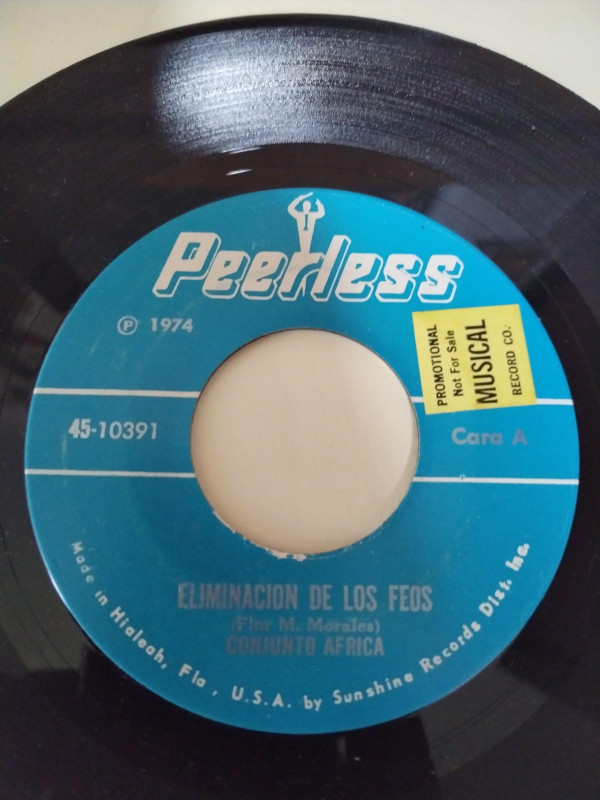 Peerless
℗ 1974
PROMOTIONAL
Not For Sale
MUSICAL
RECORD CO.
45-10391
Cara A
ELIMINACION DE LOS FEOS
(Flor M. Morales)
CONJUNTO AFRICA
Made in Hialeah, Fla, U.S.A. by Sunshine Records Dist. Inc.